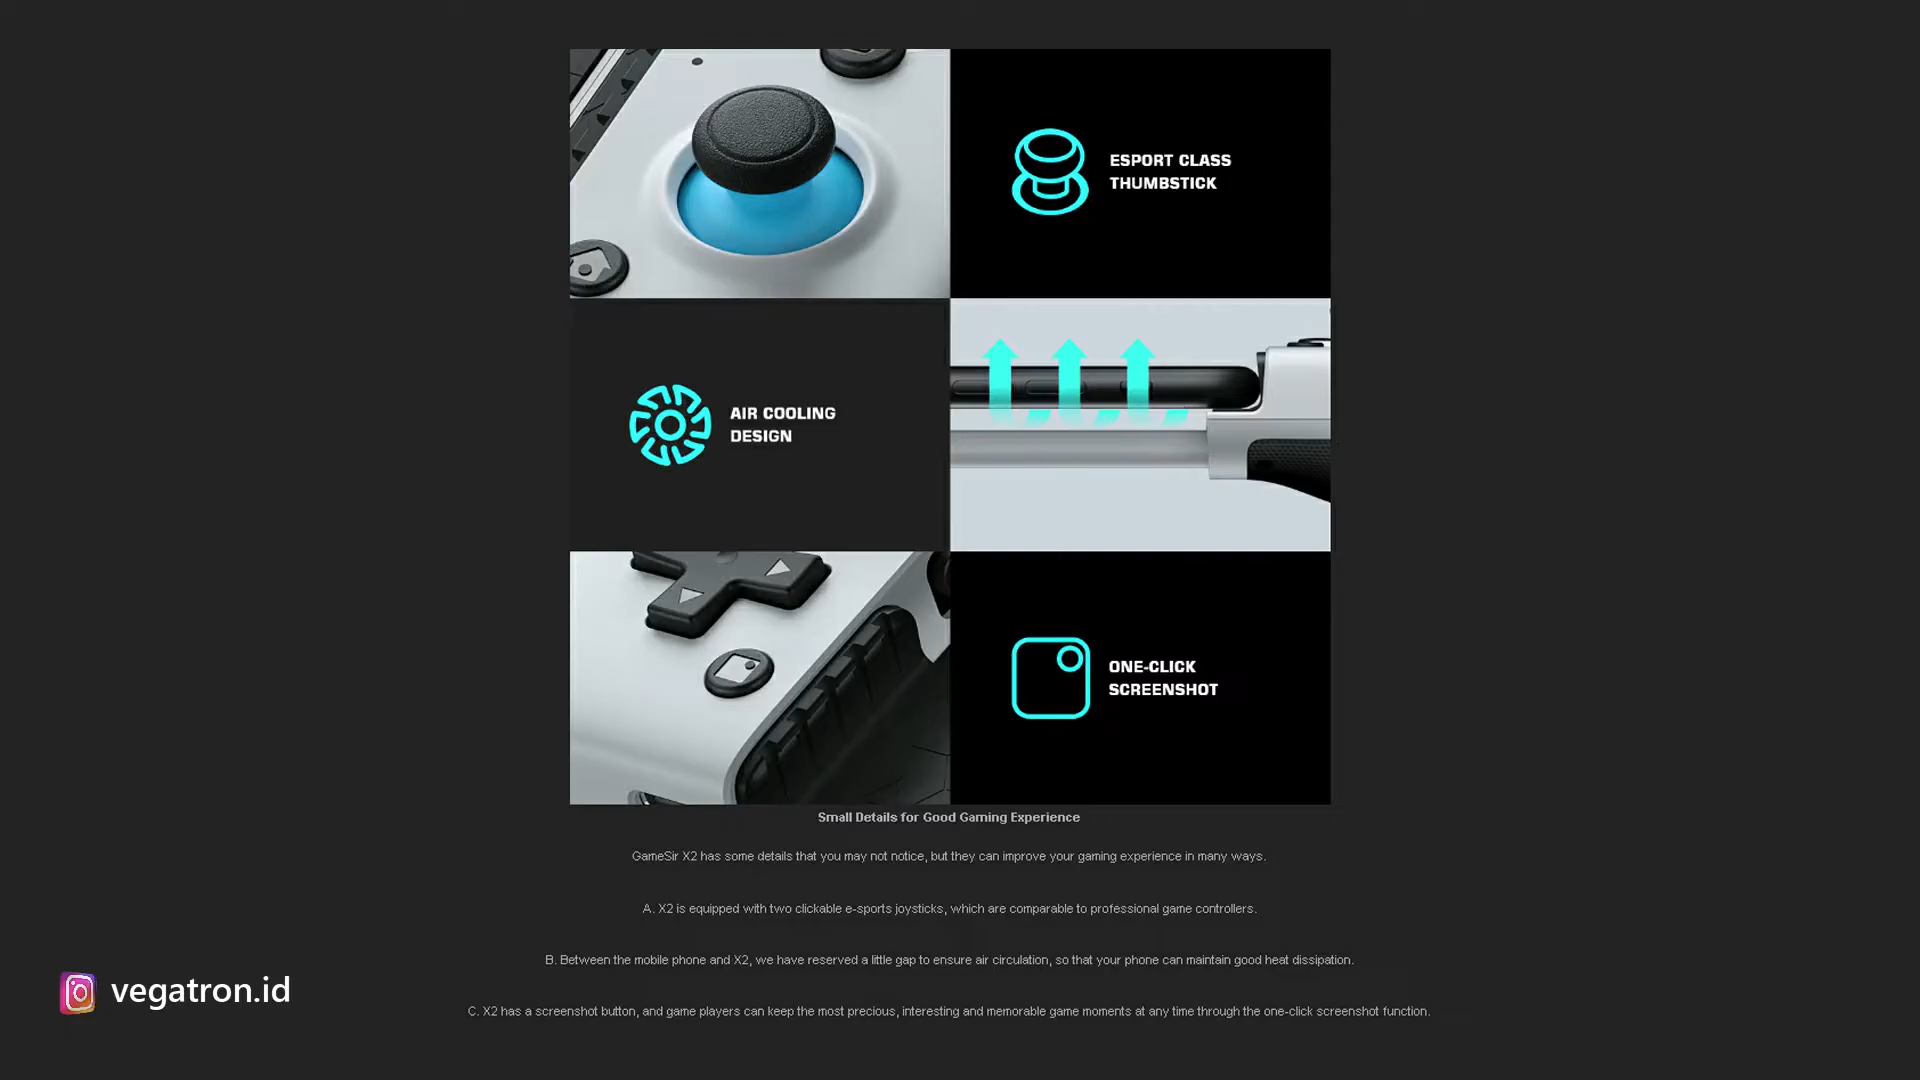 ESPORT CLASS
THUMBSTICK
AIR COOLING
DESIGN
ONE-CLICK
SCREENSHOT
Small Details for Good Gaming Experience
GameSir X2 has some details that you may not notice, but they can improve your gaming experience in many ways.
A. X2 is equipped with two clickable e-sports joysticks, which are comparable to professional game controllers.
B. Between the mobile phone and X2, we have reserved a little gap to ensure air circulation, so that your phone can maintain good heat dissipation.
C. X2 has a screenshot button, and game players can keep the most precious, interesting and memorable game moments at any time through the one-click screenshot function.
vegatron.id